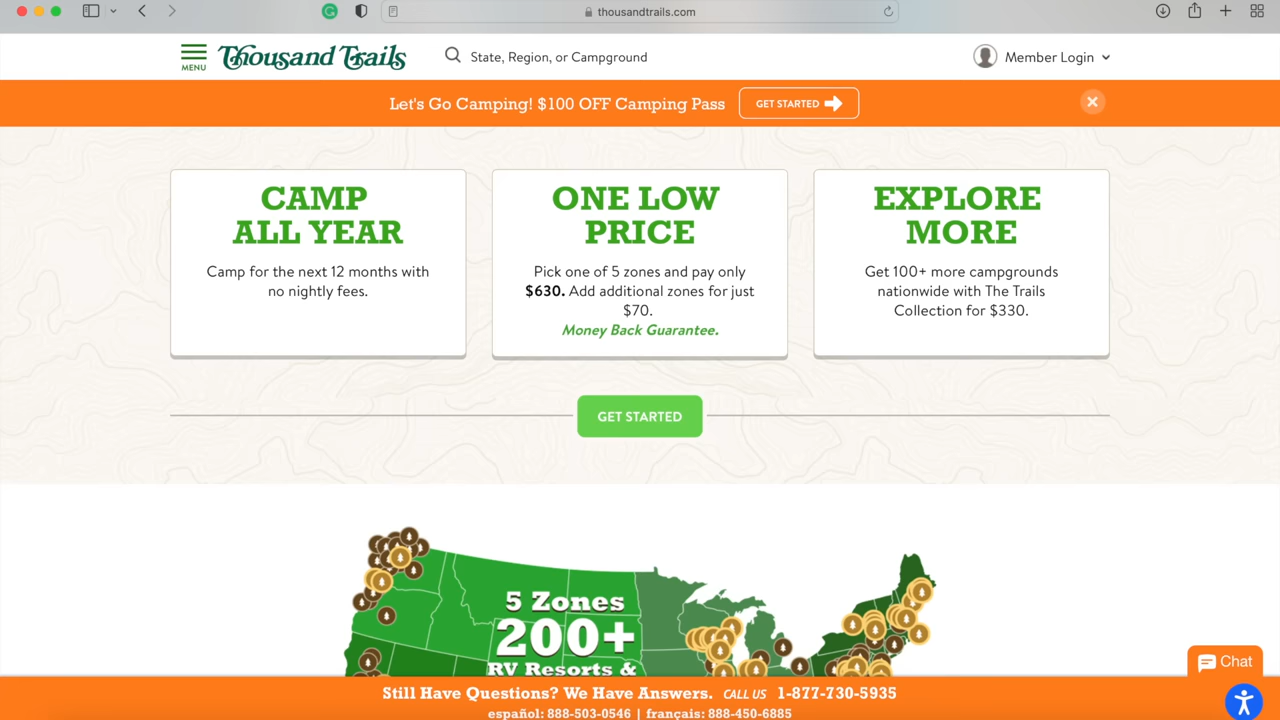 thousandtrails.com
MENU
Thousand Trails
State, Region, or Campground
Member Login
Let's Go Camping! $100 OFF Camping Pass
GET STARTED
CAMP
ALL YEAR
Camp for the next 12 months with
no nightly fees.
ONE LOW
PRICE
Pick one of 5 zones and pay only
$630. Add additional zones for just
$70.
Money Back Guarantee.
EXPLORE
MORE
Get 100+ more campgrounds
nationwide with The Trails
Collection for $330.
GET STARTED
5 Zones
200+
RV Resorts &
Chat
Still Have Questions? We Have Answers. CALL US 1-877-730-5935
español: 888-503-0546 | français: 888-450-6885